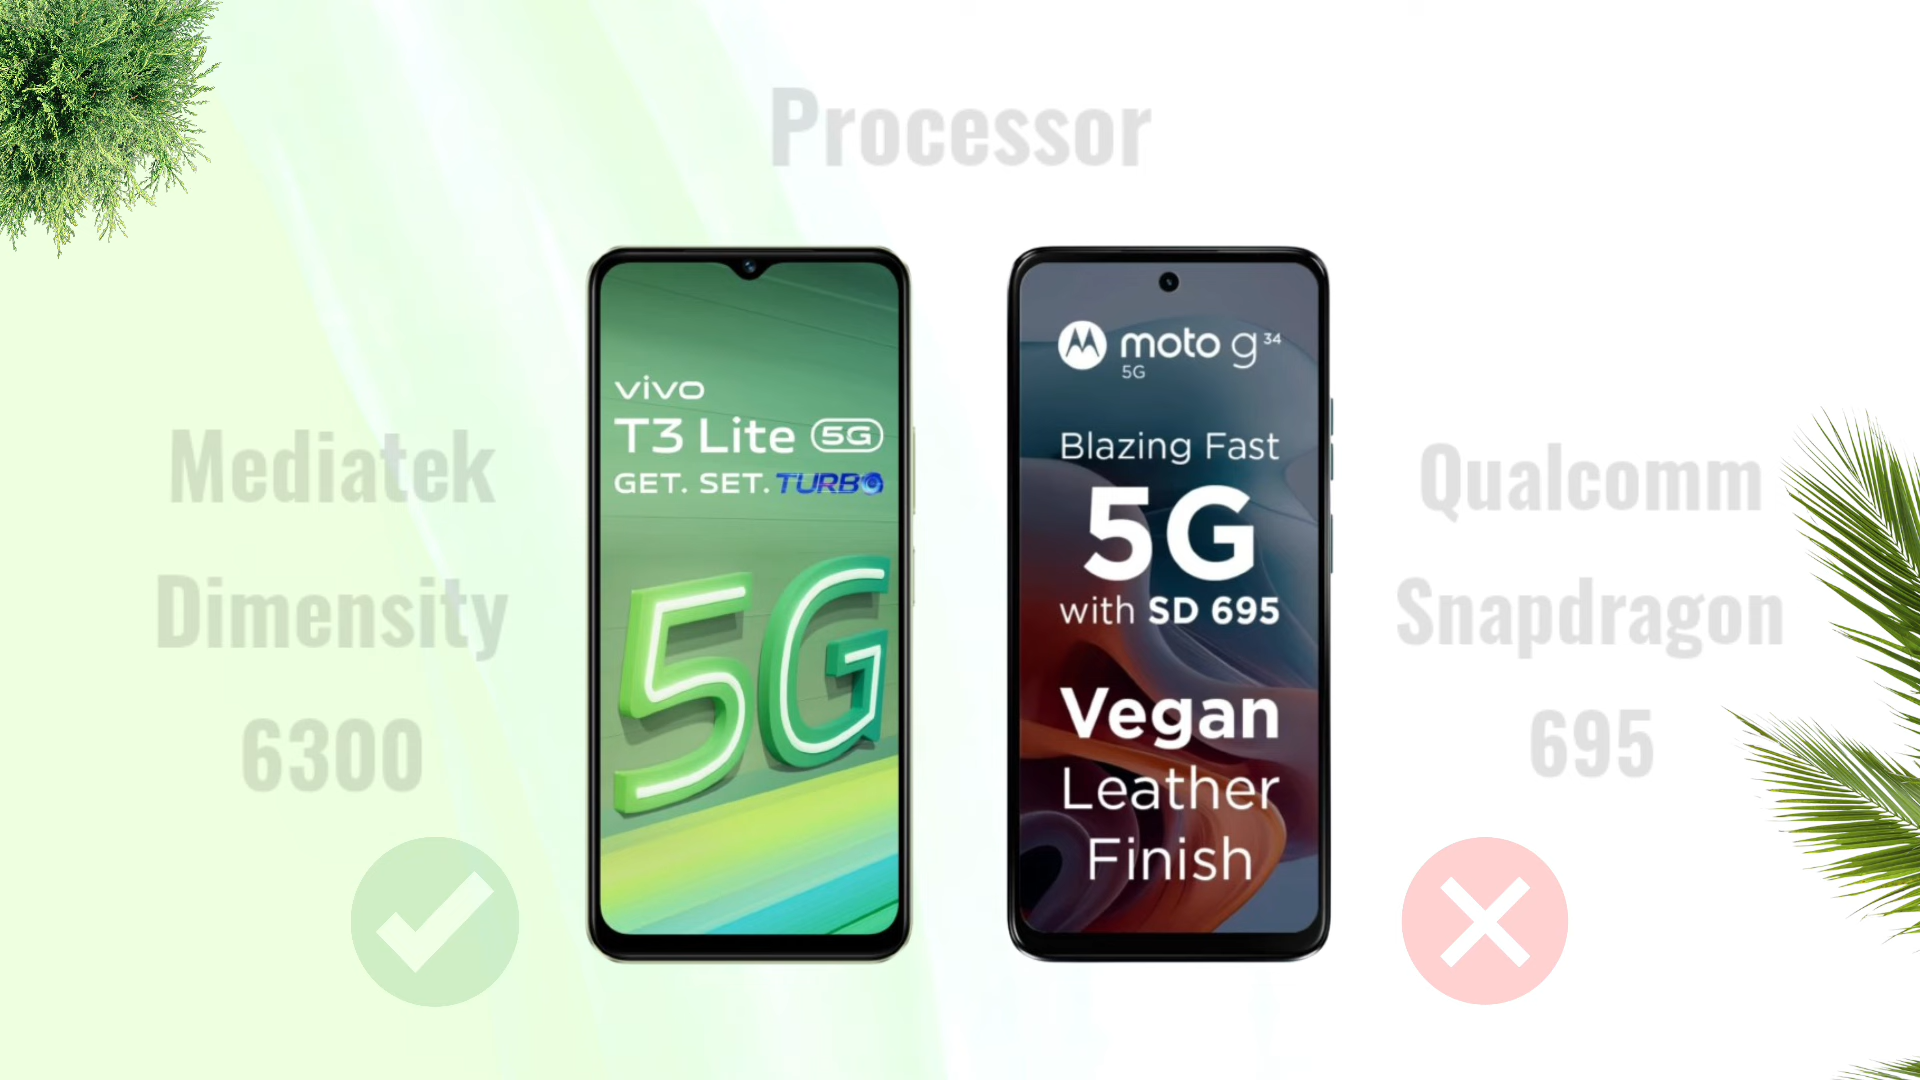 Processor
Mediatek
Dimensity
6300
vivo
T3 Lite 5G
GET. SET. TURBO
5G
moto g 34
5G
Blazing Fast
5G
with SD 695
Vegan
Leather
Finish
Qualcomm
Snapdragon
695